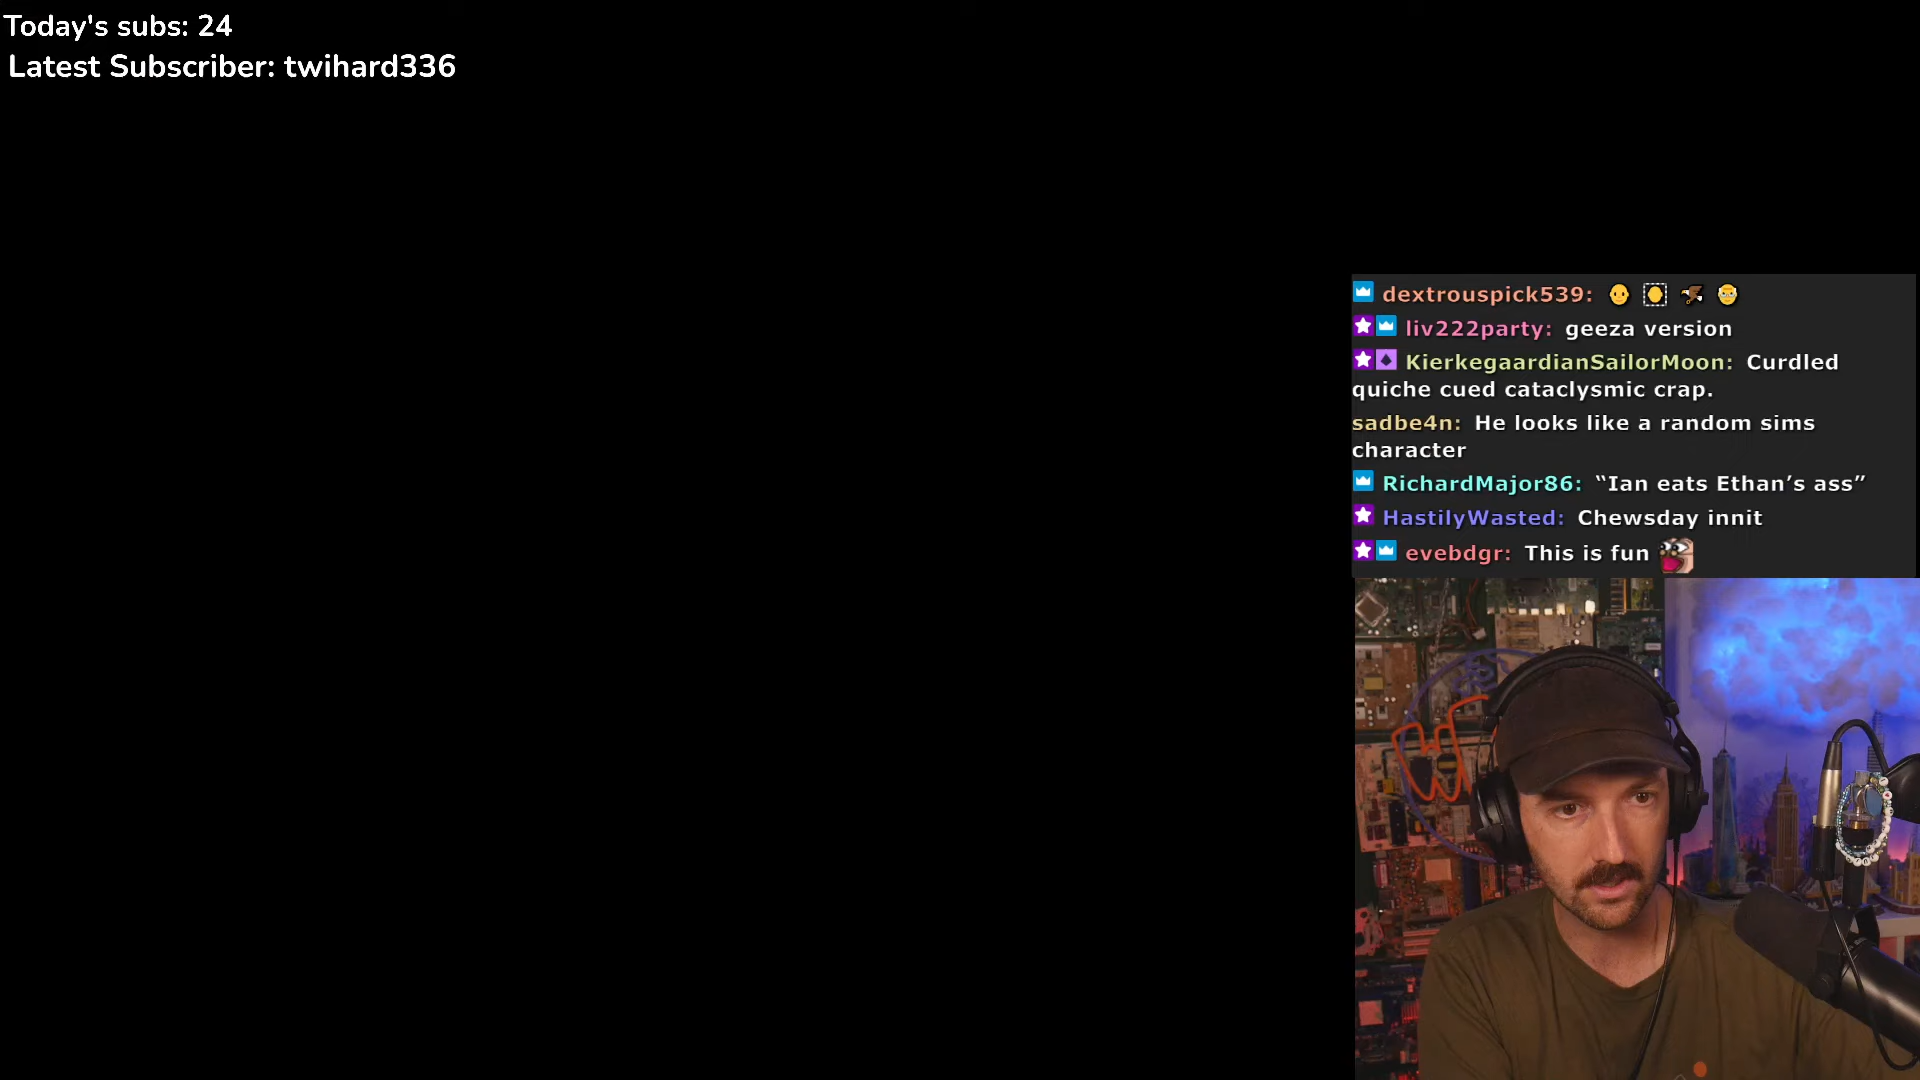 Today's subs: 24
Latest Subscriber: twihard336
dextrouspick539:
liv222party: geeza version
KierkegaardianSailorMoon: Curdled
quiche cued cataclysmic crap.
sadbe4n: He looks like a random sims
character
RichardMajor86: “Ian eats Ethan’s ass”
HastilyWasted: Chewsday innit
evebdgr: This is fun